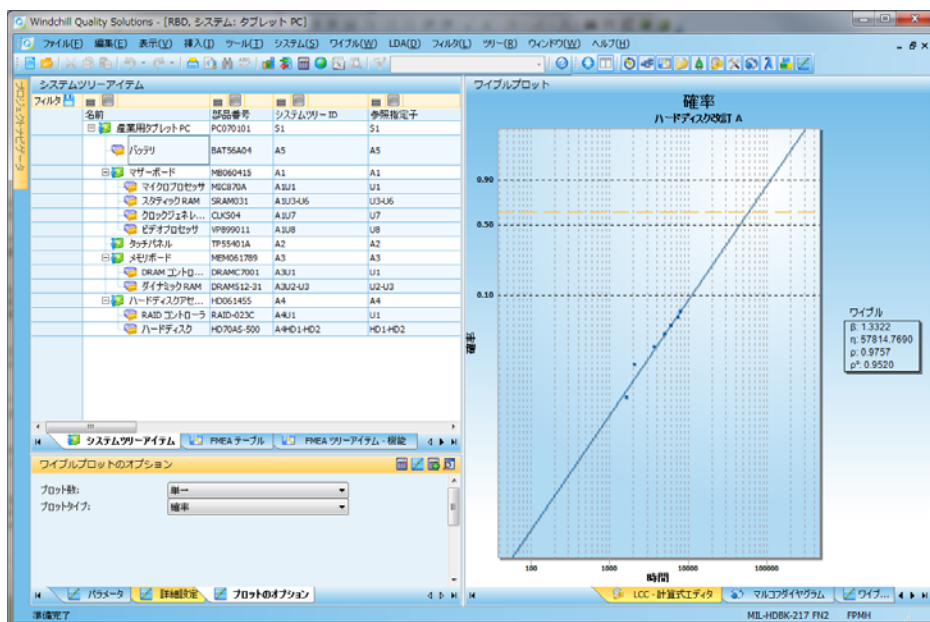 Windchill Quality Solutions - [RBD, システム: タブレット PC]
ファイル(F) 編集(E) 表示(V) 挿入(I) ツール(T) システム(S) ワイブル(W) LDA(D) フィルタ(L) ツリー(R) ウィンドウ(W) ヘルプ(H)
プロジェクトナビゲータ
システムツリーアイテム
フィルタ
名前 部品番号 システムツリー ID 参照指定子
産業用タブレット PC PC070101 S1 S1
バッテリ BAT56A04 A5 A5
マザーボード MB060415 A1 A1
マイクロプロセッサ MIC870A A1U1 U1
スタティック RAM SRAM031 A1U3-U6 U3-U6
クロックジェネレ... CLK504 A1U7 U7
ビデオプロセッサ VP899011 A1U8 U8
タッチパネル TP55401A A2 A2
メモリボード MEM061789 A3 A3
DRAM コントロ... DRAMC7001 A3U1 U1
ダイナミック RAM DRAM512-31 A3U2-U3 U2-U3
ハードディスクアセ... HD061455 A4 A4
RAID コントローラ RAID-023C A4U1 U1
ハードディスク HD70A5-500 A4HD1-HD2 HD1-HD2
システムツリーアイテム FMEA テーブル FMEA ツリーアイテム - 機能
ワイブルプロットのオプション
プロット数: 単一
プロットタイプ: 確率
パラメータ 詳細設定 プロットのオプション
ワイブルプロット
確率
ハードディスク改訂 A
0.90
0.50
0.10
確率
100 1000 10000 100000
時間
ワイブル
β: 1.3322
η: 57814.7690
ρ: 0.9757
ρ²: 0.9520
LCC - 計算式エディタ マルコフダイヤグラム ワイブ...
準備完了
MIL-HDBK-217 FN2 FPMH